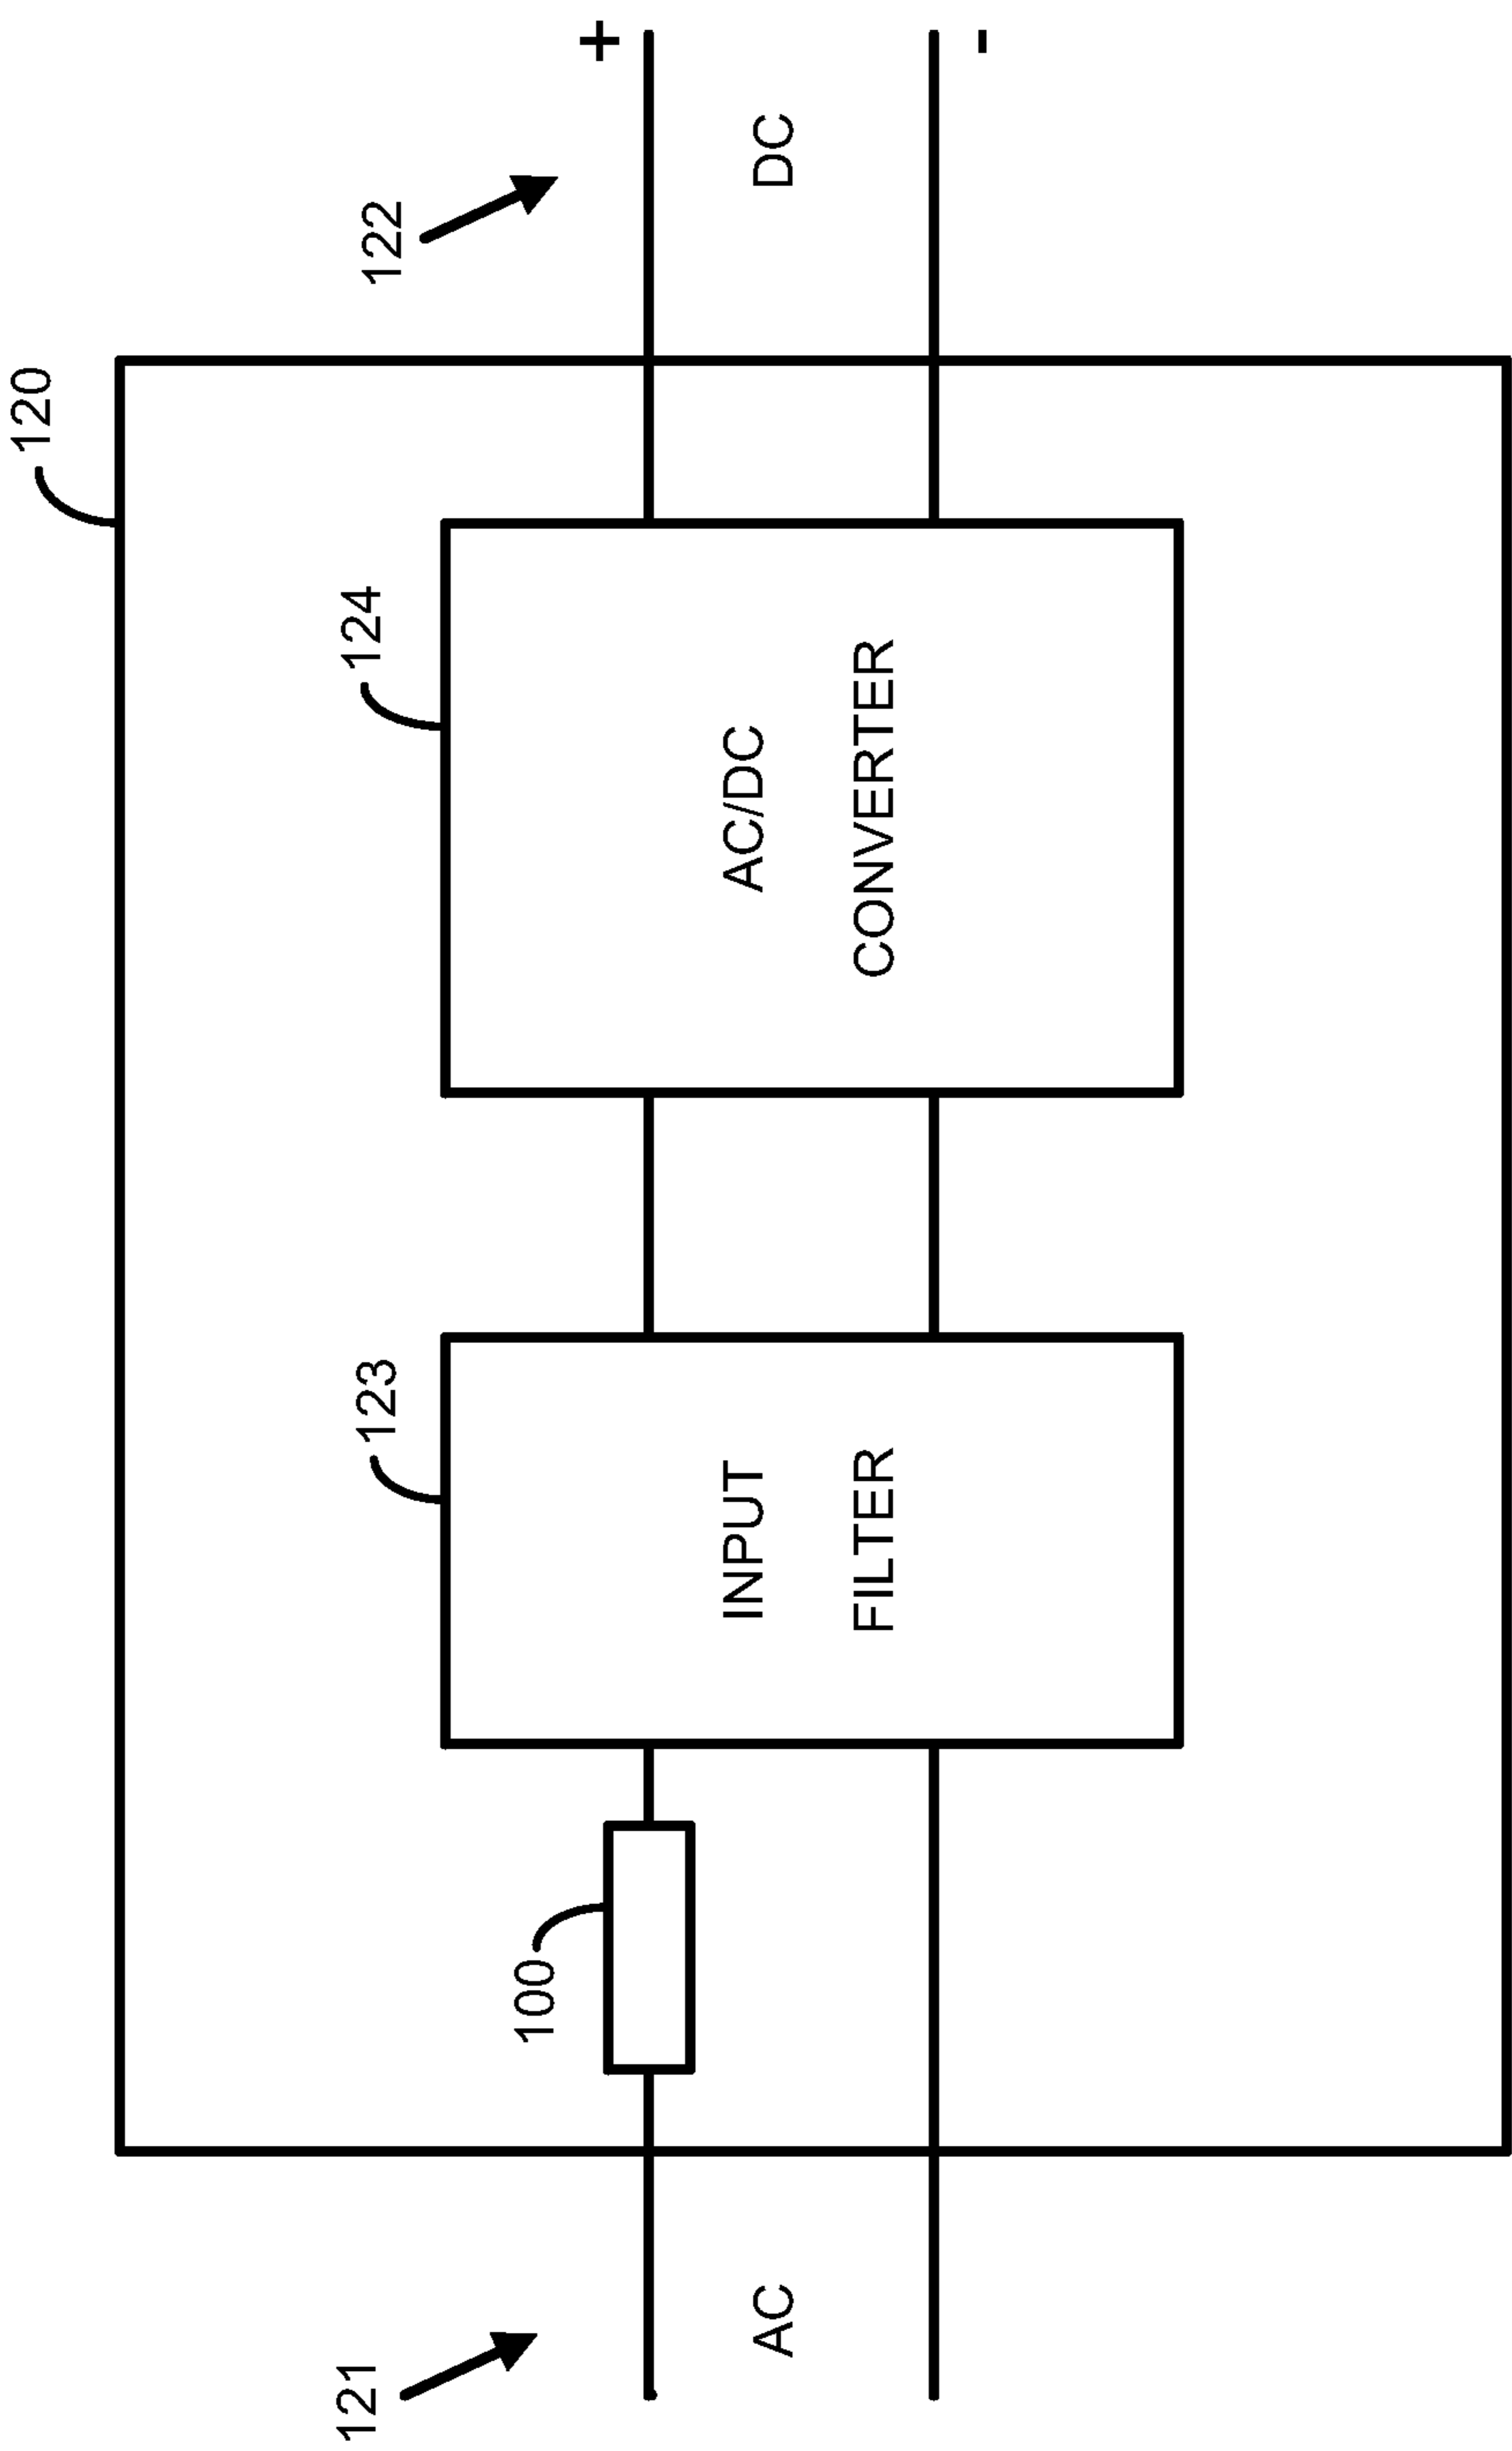 120
122
+
124
123
100
DC
AC/DC
CONVERTER
INPUT
FILTER
121
AC
-